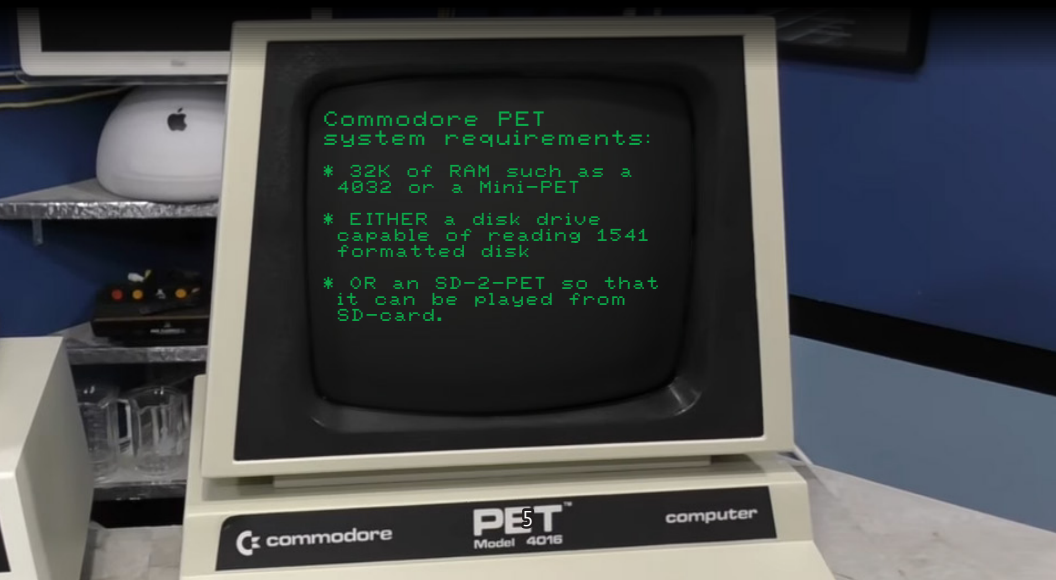 Commodore PET
system requirements:
* 32K of RAM such as a
4032 or a Mini-PET
* EITHER a disk drive
capable of reading 1541
formatted disk
* OR an SD-2-PET so that
it can be played from
SD-card.
commodore
PET™
Model 4016
computer
5